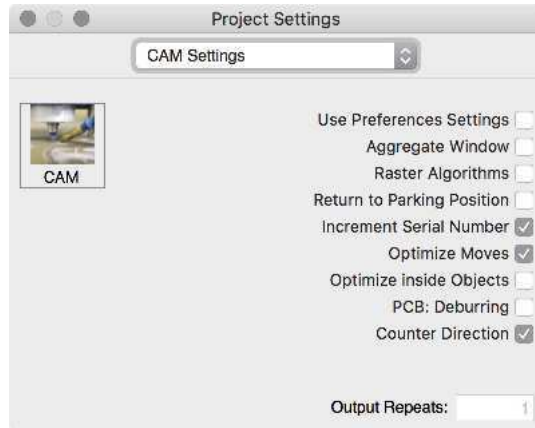 Project Settings
CAM Settings
CAM
Use Preferences Settings
Aggregate Window
Raster Algorithms
Return to Parking Position
Increment Serial Number
Optimize Moves
Optimize inside Objects
PCB: Deburring
Counter Direction
Output Repeats: 1